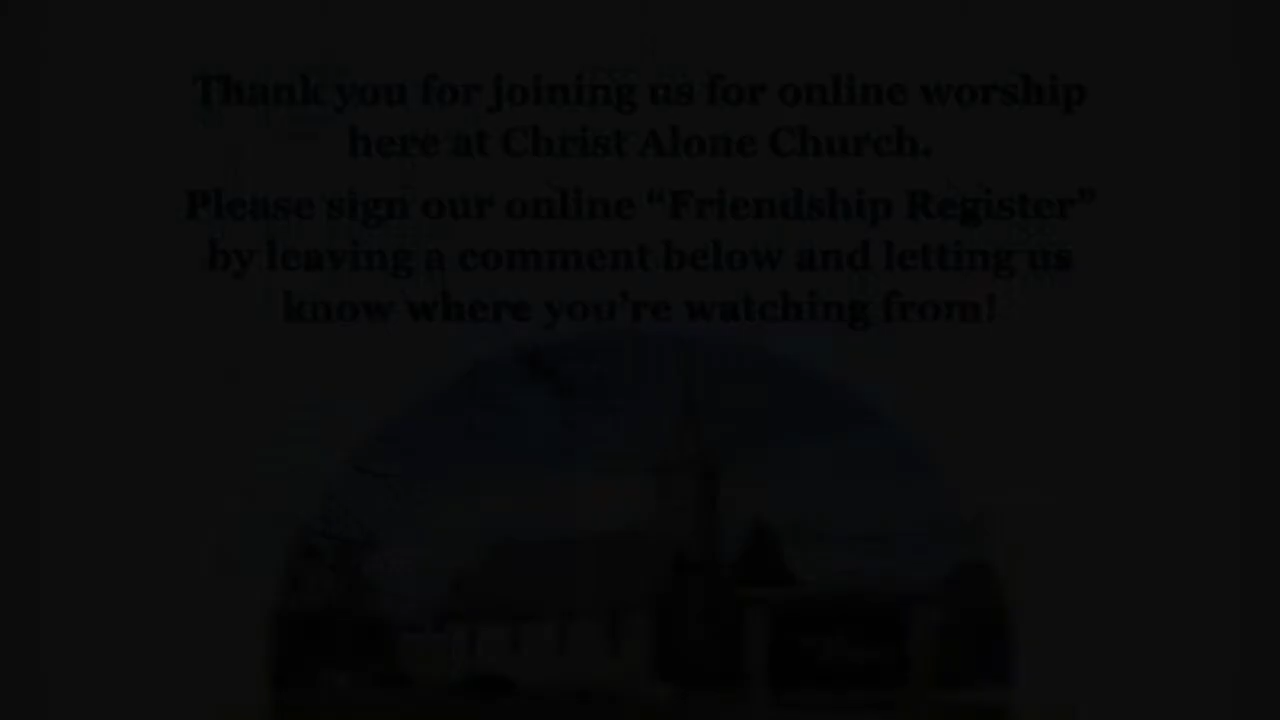 Thank you for joining us for online worship
here at Christ Alone Church.
Please sign our online “Friendship Register”
by leaving a comment below and letting us
know where you're watching from!